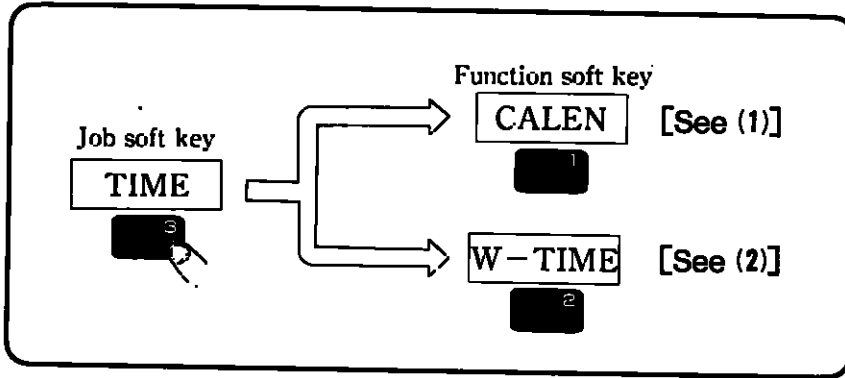 Function soft key
CALEN [See (1)]
1
Job soft key
TIME
3
W-TIME [See (2)]
2